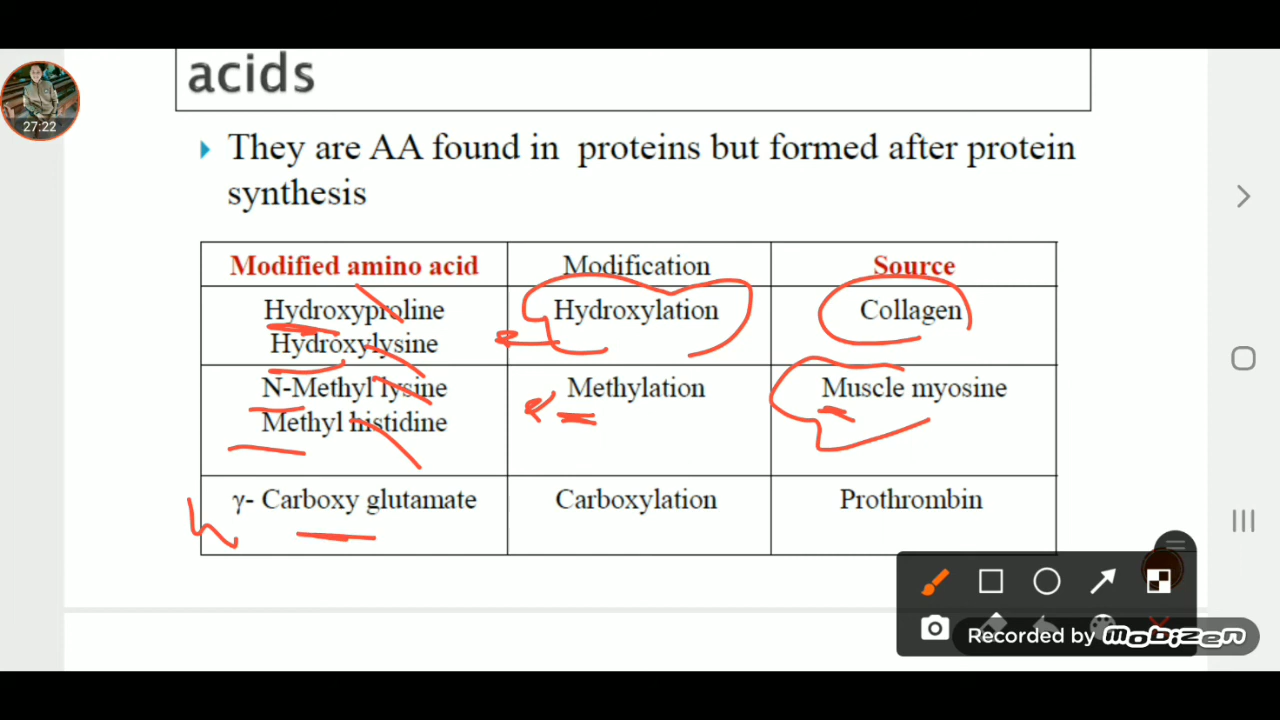 acids
27:22
They are AA found in proteins but formed after protein
synthesis
Modified amino acid Modification Source
Hydroxyproline Hydroxylation Collagen
Hydroxylysine
N-Methyl lysine Methylation Muscle myosine
Methyl histidine
γ- Carboxy glutamate Carboxylation Prothrombin
Recorded by mobizen